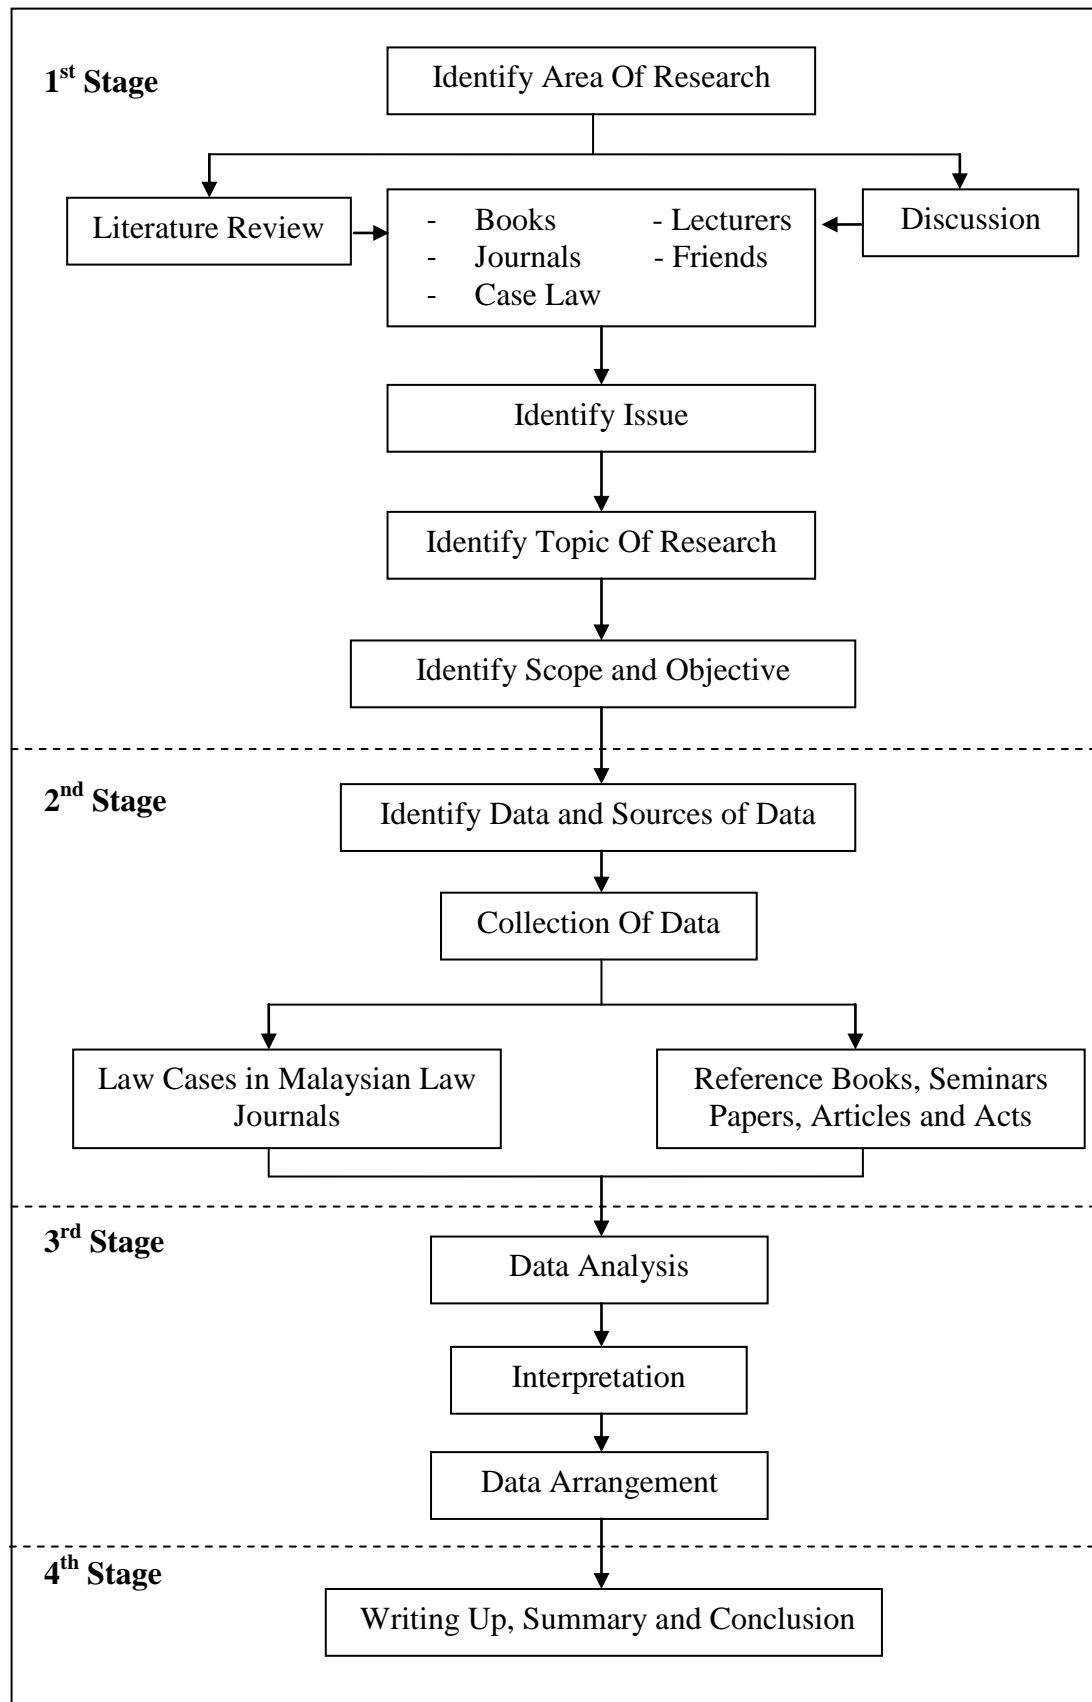 1st Stage
Identify Area Of Research
Literature Review
- Books - Lecturers
- Journals - Friends
- Case Law
Discussion
Identify Issue
Identify Topic Of Research
Identify Scope and Objective
2nd Stage
Identify Data and Sources of Data
Collection Of Data
Law Cases in Malaysian Law
Journals
Reference Books, Seminars
Papers, Articles and Acts
3rd Stage
Data Analysis
Interpretation
Data Arrangement
4th Stage
Writing Up, Summary and Conclusion